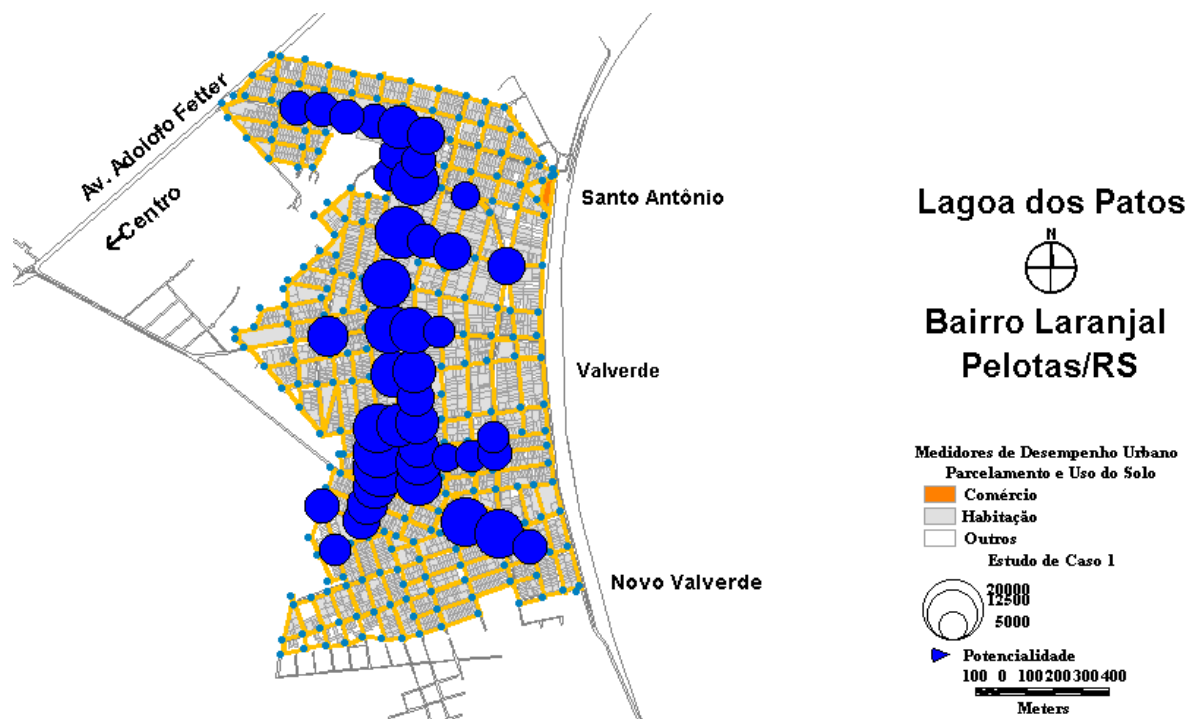 Av. Adolofo Fetter
←Centro
Santo Antônio
Valverde
Novo Valverde
Lagoa dos Patos
N
Bairro Laranjal
Pelotas/RS
Medidores de Desempenho Urbano
Parcelamento e Uso do Solo
Comércio
Habitação
Outros
Estudo de Caso 1
20000
12500
5000
Potencialidade
100 0 100 200 300 400
Meters